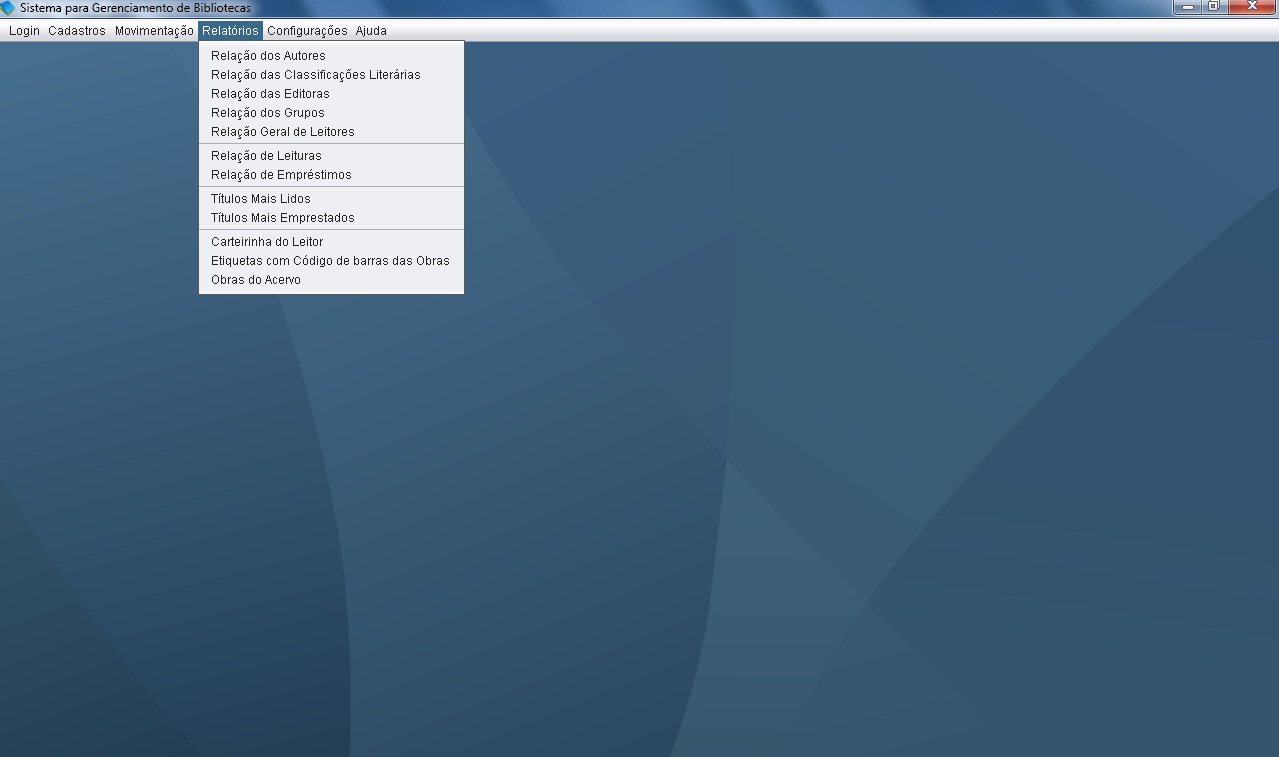 Sistema para Gerenciamento de Bibliotecas
Login Cadastros Movimentação Relatórios Configurações Ajuda
Relação dos Autores
Relação das Classificações Literárias
Relação das Editoras
Relação dos Grupos
Relação Geral de Leitores
Relação de Leituras
Relação de Empréstimos
Títulos Mais Lidos
Títulos Mais Emprestados
Carteirinha do Leitor
Etiquetas com Código de barras das Obras
Obras do Acervo